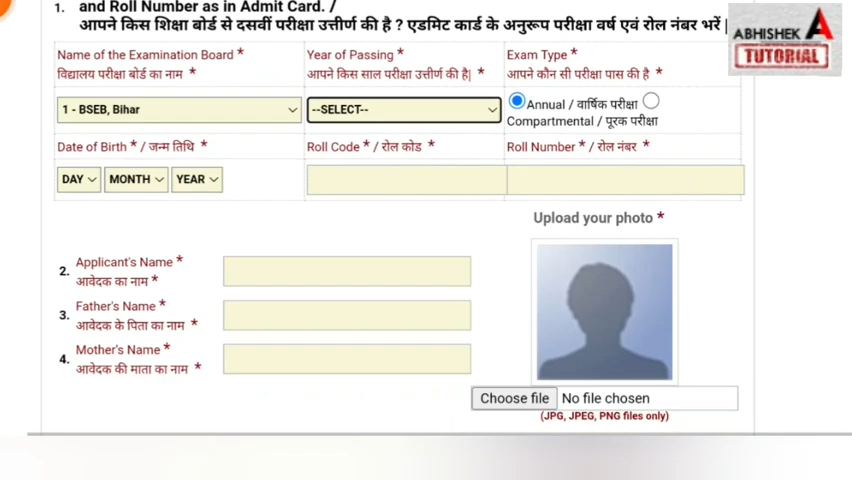 1. and Roll Number as in Admit Card. /
आपने किस शिक्षा बोर्ड से दसवीं परीक्षा उत्तीर्ण की है ? एडमिट कार्ड के अनुरूप परीक्षा वर्ष एवं रोल नंबर भरें |
ABHISHEK A
TUTORIAL
Name of the Examination Board * Year of Passing * Exam Type *
विद्यालय परीक्षा बोर्ड का नाम * आपने किस साल परीक्षा उत्तीर्ण की है| * आपने कौन सी परीक्षा पास की है *
1 - BSEB, Bihar --SELECT-- Annual / वार्षिक परीक्षा
Compartmental / पूरक परीक्षा
Date of Birth * / जन्म तिथि * Roll Code * / रोल कोड * Roll Number * / रोल नंबर *
DAY MONTH YEAR
Upload your photo *
2. Applicant's Name *
आवेदक का नाम *
3. Father's Name *
आवेदक के पिता का नाम *
4. Mother's Name *
आवेदक की माता का नाम *
Choose file No file chosen
(JPG, JPEG, PNG files only)